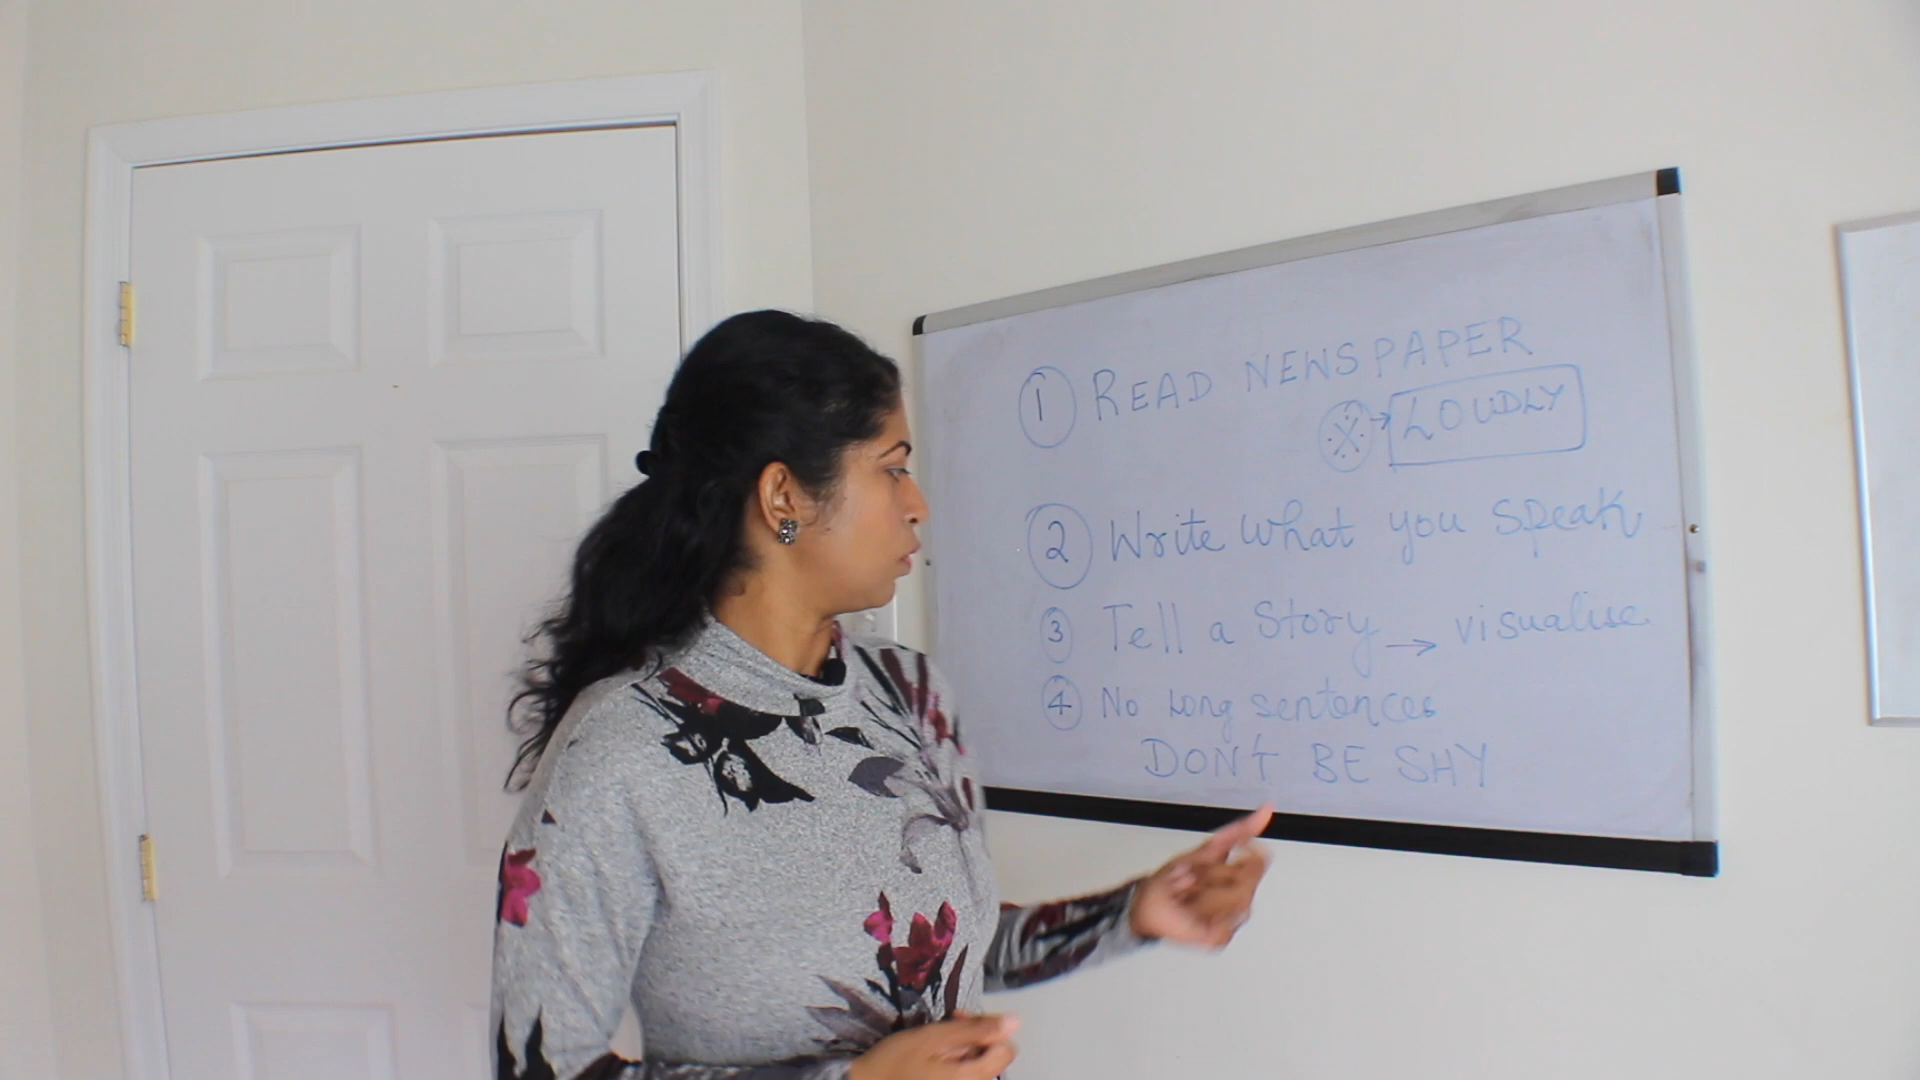 1 READ NEWSPAPER
※ → LOUDLY
2 Write what you speak
3 Tell a Story → visualise
4 No Long sentences
DON't BE SHY